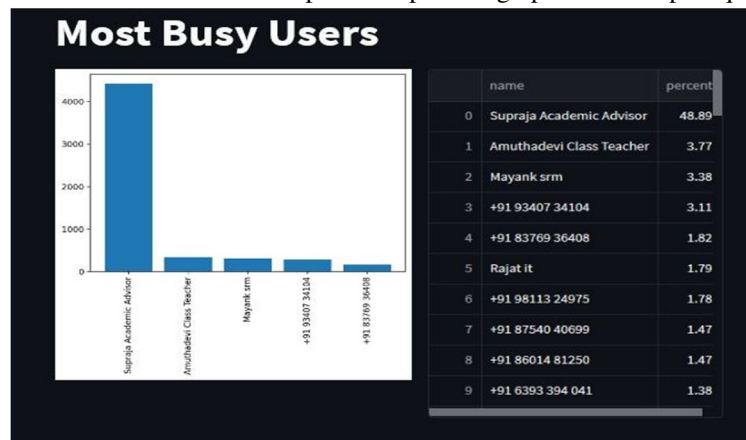 Most Busy Users
4000
3000
2000
1000
0
Supraja Academic Advisor
Amuthadevi Class Teacher
Mayank srm
+91 93407 34104
+91 83769 36408
name percent
0 Supraja Academic Advisor 48.89
1 Amuthadevi Class Teacher 3.77
2 Mayank srm 3.38
3 +91 93407 34104 3.11
4 +91 83769 36408 1.82
5 Rajat it 1.79
6 +91 98113 24975 1.78
7 +91 87540 40699 1.47
8 +91 86014 81250 1.47
9 +91 6393 394 041 1.38